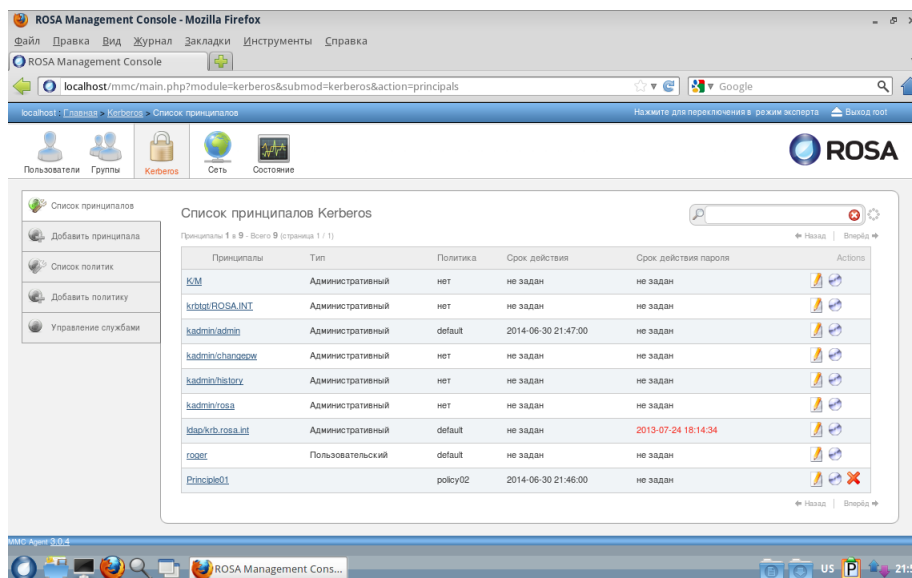 ROSA Management Console - Mozilla Firefox
Файл Правка Вид Журнал Закладки Инструменты Справка
ROSA Management Console
localhost/mmc/main.php?module=kerberos&submod=kerberos&action=principals
Google
localhost : Главная > Kerberos > Список принципалов
Нажмите для переключения в режим эксперта Выход root
Пользователи Группы Kerberos Сеть Состояние
ROSA
Список принципалов
Добавить принципала
Список политик
Добавить политику
Управление службами
Список принципалов Kerberos
Принципалы 1 в 9 - Всего 9 (страница 1 / 1)
Назад | Вперёд
Принципалы Тип Политика Срок действия Срок действия пароля Actions
K/M Административный нет не задан не задан
krbtgt/ROSA.INT Административный нет не задан не задан
kadmin/admin Административный default 2014-06-30 21:47:00 не задан
kadmin/changepw Административный нет не задан не задан
kadmin/history Административный нет не задан не задан
kadmin/rosa Административный нет не задан не задан
ldap/krb.rosa.int Административный default не задан 2013-07-24 18:14:34
roger Пользовательский default не задан не задан
Principle01 policy02 2014-06-30 21:46:00 не задан
Назад | Вперёд
MMC Agent 3.0.4
ROSA Management Cons...
US P